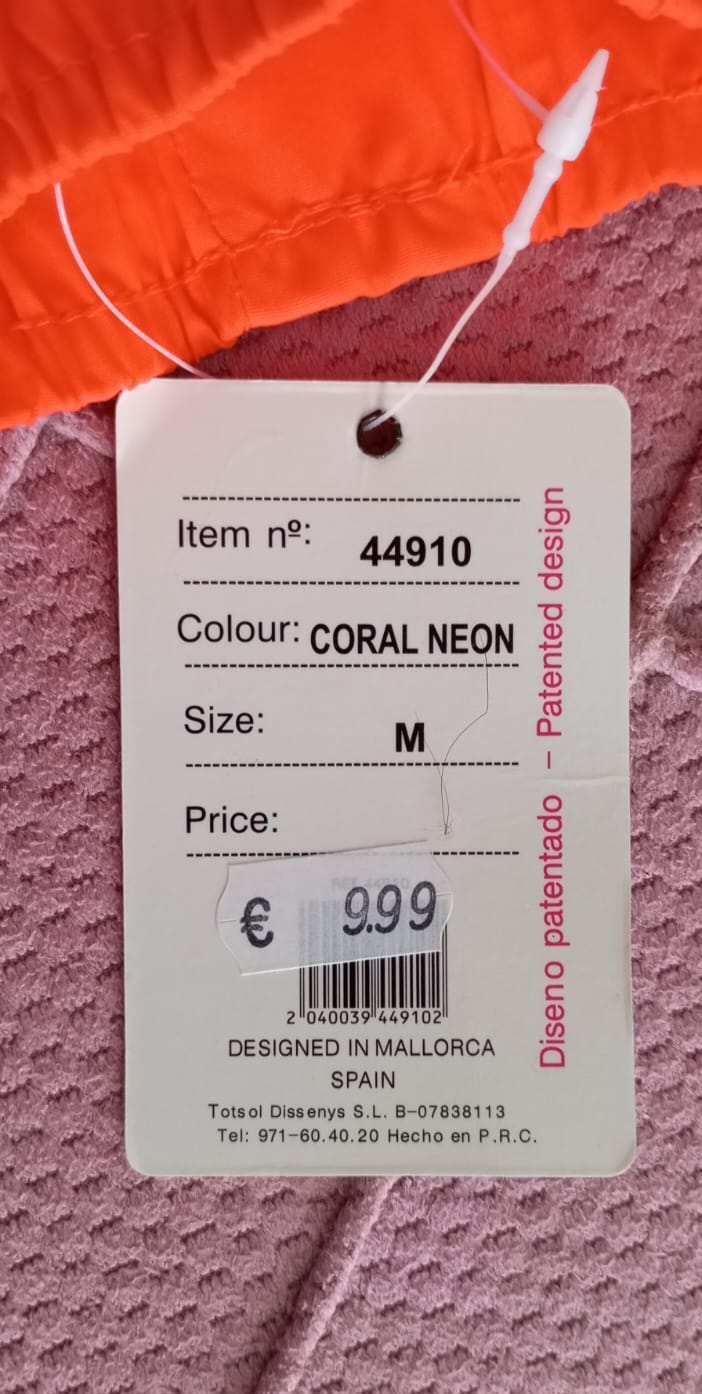 Item nº: 44910
Colour: CORAL NEON
Size: M
Price:
€ 9.99
2 040039 449102
DESIGNED IN MALLORCA
SPAIN
Totsol Dissenys S.L. B-07838113
Tel: 971-60.40.20 Hecho en P.R.C.
Diseno patentado - Patented design